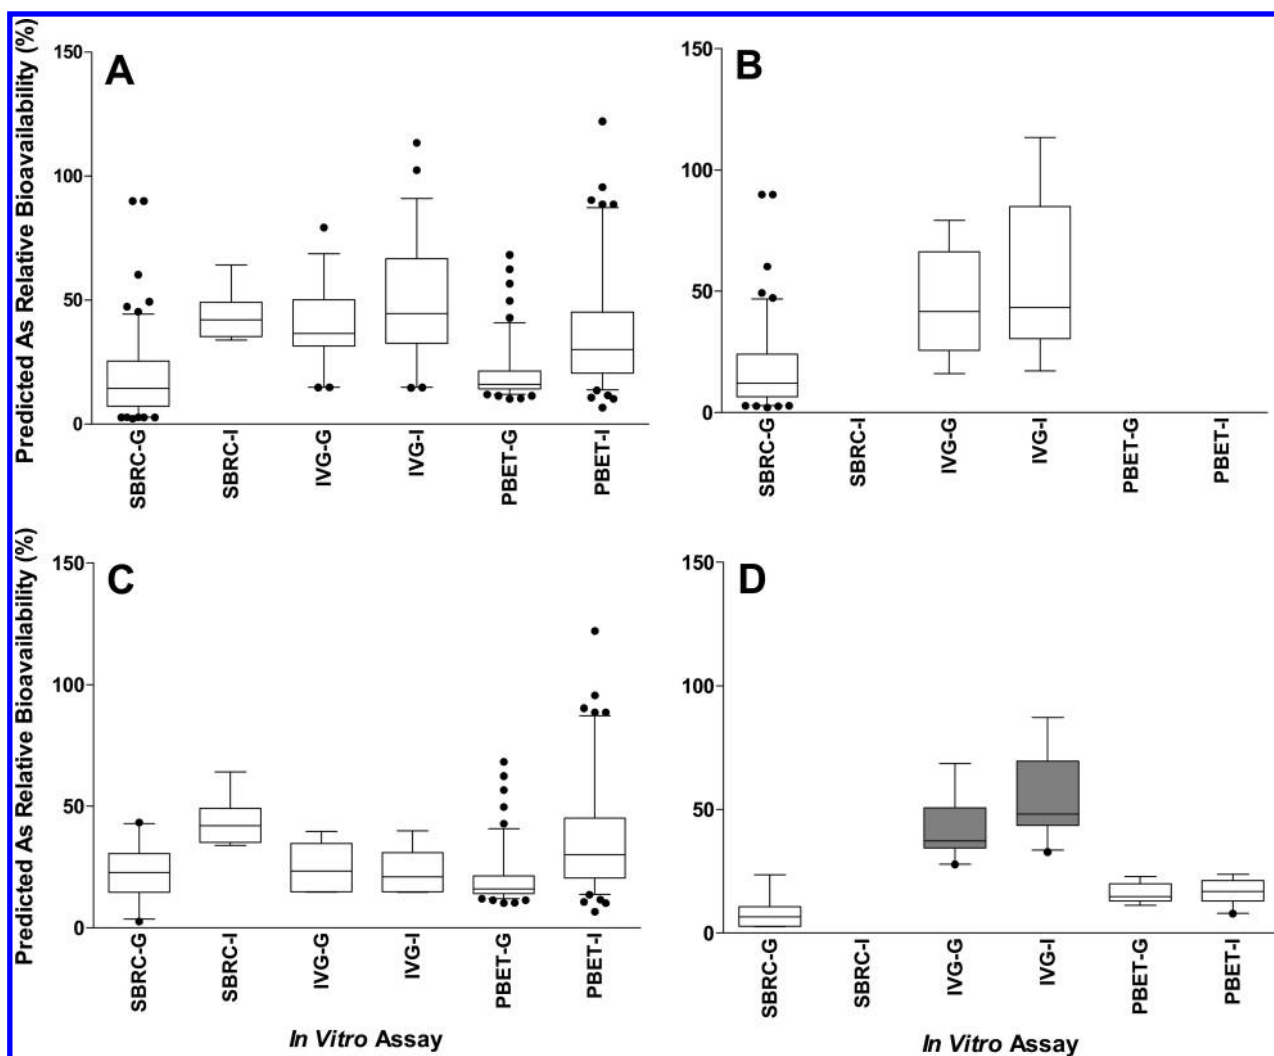 Predicted As Relative Bioavailability (%)
150
100
50
0
A
SBRC-G
SBRC-I
IVG-G
IVG-I
PBET-G
PBET-I
150
100
50
0
B
SBRC-G
SBRC-I
IVG-G
IVG-I
PBET-G
PBET-I
Predicted As Relative Bioavailability (%)
150
100
50
0
C
SBRC-G
SBRC-I
IVG-G
IVG-I
PBET-G
PBET-I
In Vitro Assay
150
100
50
0
D
SBRC-G
SBRC-I
IVG-G
IVG-I
PBET-G
PBET-I
In Vitro Assay